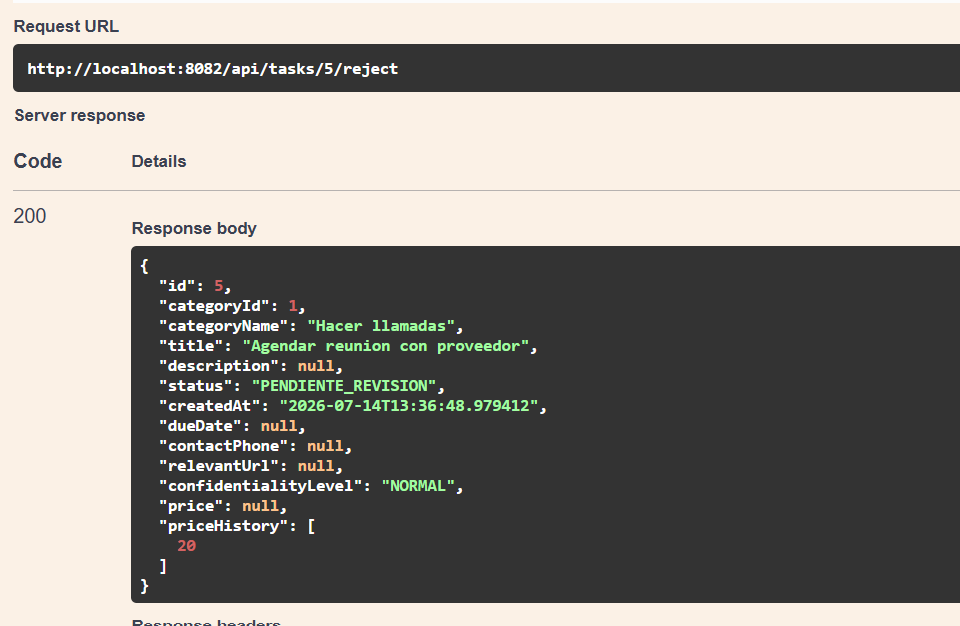 Request URL
http://localhost:8082/api/tasks/5/reject
Server response
Code Details
200
Response body
{
  "id": 5,
  "categoryId": 1,
  "categoryName": "Hacer llamadas",
  "title": "Agendar reunion con proveedor",
  "description": null,
  "status": "PENDIENTE_REVISION",
  "createdAt": "2026-07-14T13:36:48.979412",
  "dueDate": null,
  "contactPhone": null,
  "relevantUrl": null,
  "confidentialityLevel": "NORMAL",
  "price": null,
  "priceHistory": [
    20
  ]
}
Response headers